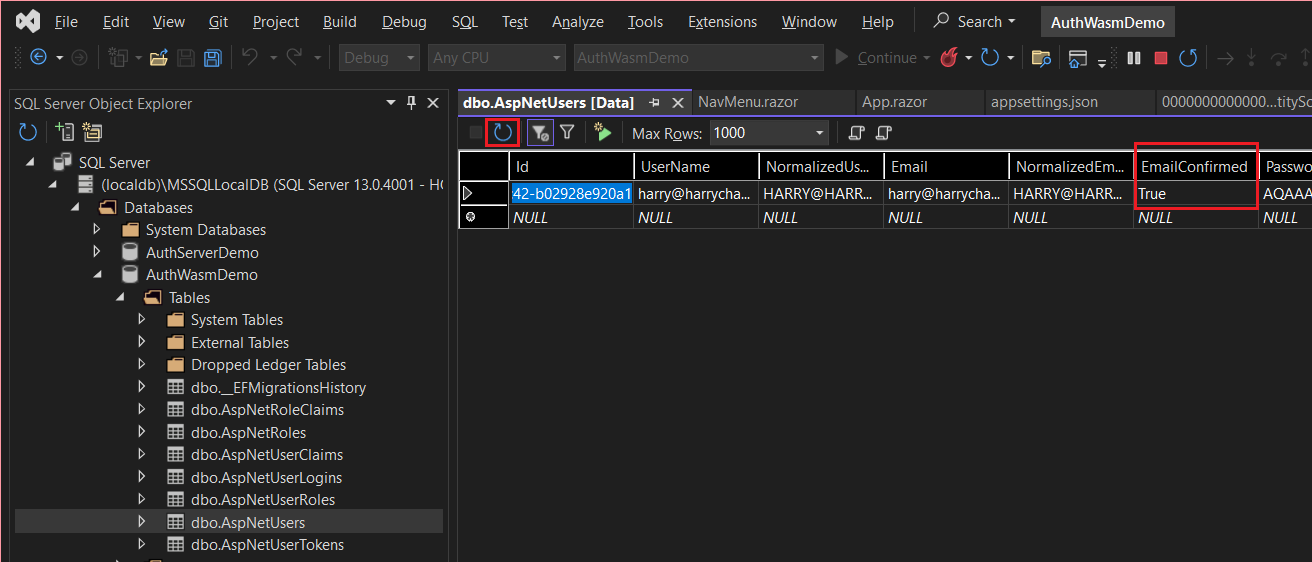 File Edit View Git Project Build Debug SQL Test Analyze Tools Extensions Window Help Search AuthWasmDemo
Debug Any CPU AuthWasmDemo Continue
SQL Server Object Explorer
dbo.AspNetUsers [Data] NavMenu.razor App.razor appsettings.json 0000000000000...titySc
Max Rows: 1000
Id UserName NormalizedUs... Email NormalizedEm... EmailConfirmed Passwo
42-b02928e920a1 harry@harrycha... HARRY@HARR... harry@harrycha... HARRY@HARR... True AQAAA
NULL NULL NULL NULL NULL NULL NULL
SQL Server
(localdb)\MSSQLLocalDB (SQL Server 13.0.4001 - HO
Databases
System Databases
AuthServerDemo
AuthWasmDemo
Tables
System Tables
External Tables
Dropped Ledger Tables
dbo.__EFMigrationsHistory
dbo.AspNetRoleClaims
dbo.AspNetRoles
dbo.AspNetUserClaims
dbo.AspNetUserLogins
dbo.AspNetUserRoles
dbo.AspNetUsers
dbo.AspNetUserTokens